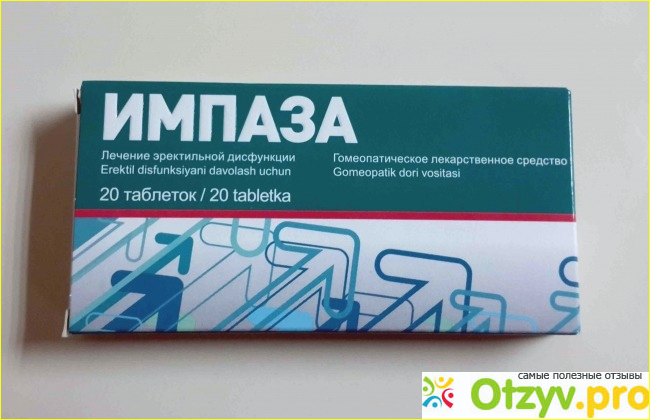 ИМПАЗА
Лечение эректильной дисфункции
Erektil disfunksiyani davolash uchun
Гомеопатическое лекарственное средство
Gomeopatik dori vositasi
20 таблеток / 20 tabletka
самые полезные отзывы
Otzyv.pro